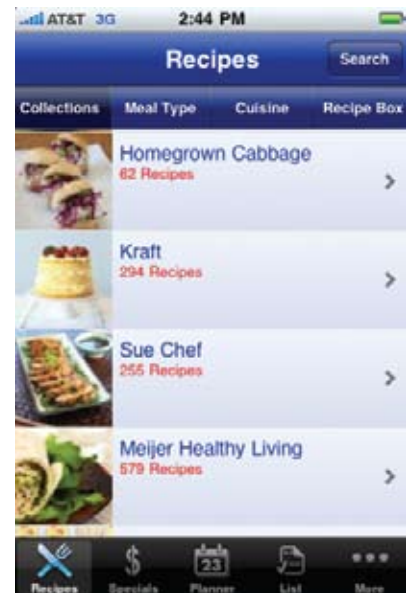 AT&T 3G 2:44 PM
Recipes Search
Collections Meal Type Cuisine Recipe Box
Homegrown Cabbage
62 Recipes
Kraft
294 Recipes
Sue Chef
255 Recipes
Meijer Healthy Living
579 Recipes
23
Recipes Specials Planner List More